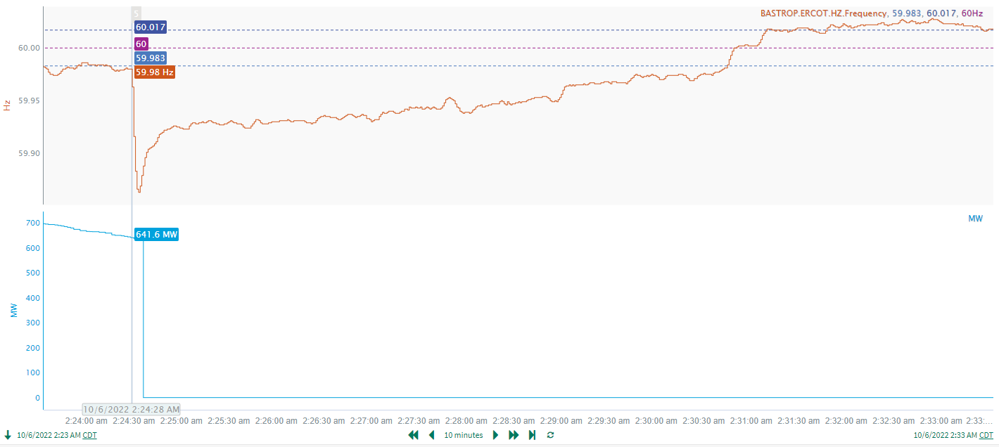 5
BASTROP.ERCOT.HZ.Frequency, 59.983, 60.017, 60Hz
60.017
60
60.00
59.983
59.98 Hz
59.95
Hz
59.90
MW
700
641.6 MW
600
500
400
MW
300
200
100
0
10/6/2022 2:24:28 AM
2:24:00 am 2:24:30 am 2:25:00 am 2:25:30 am 2:26:00 am 2:26:30 am 2:27:00 am 2:27:30 am 2:28:00 am 2:28:30 am 2:29:00 am 2:29:30 am 2:30:00 am 2:30:30 am 2:31:00 am 2:31:30 am 2:32:00 am 2:32:30 am 2:33:00 am 2:33:...
10/6/2022 2:23 AM CDT 10 minutes 10/6/2022 2:33 AM CDT